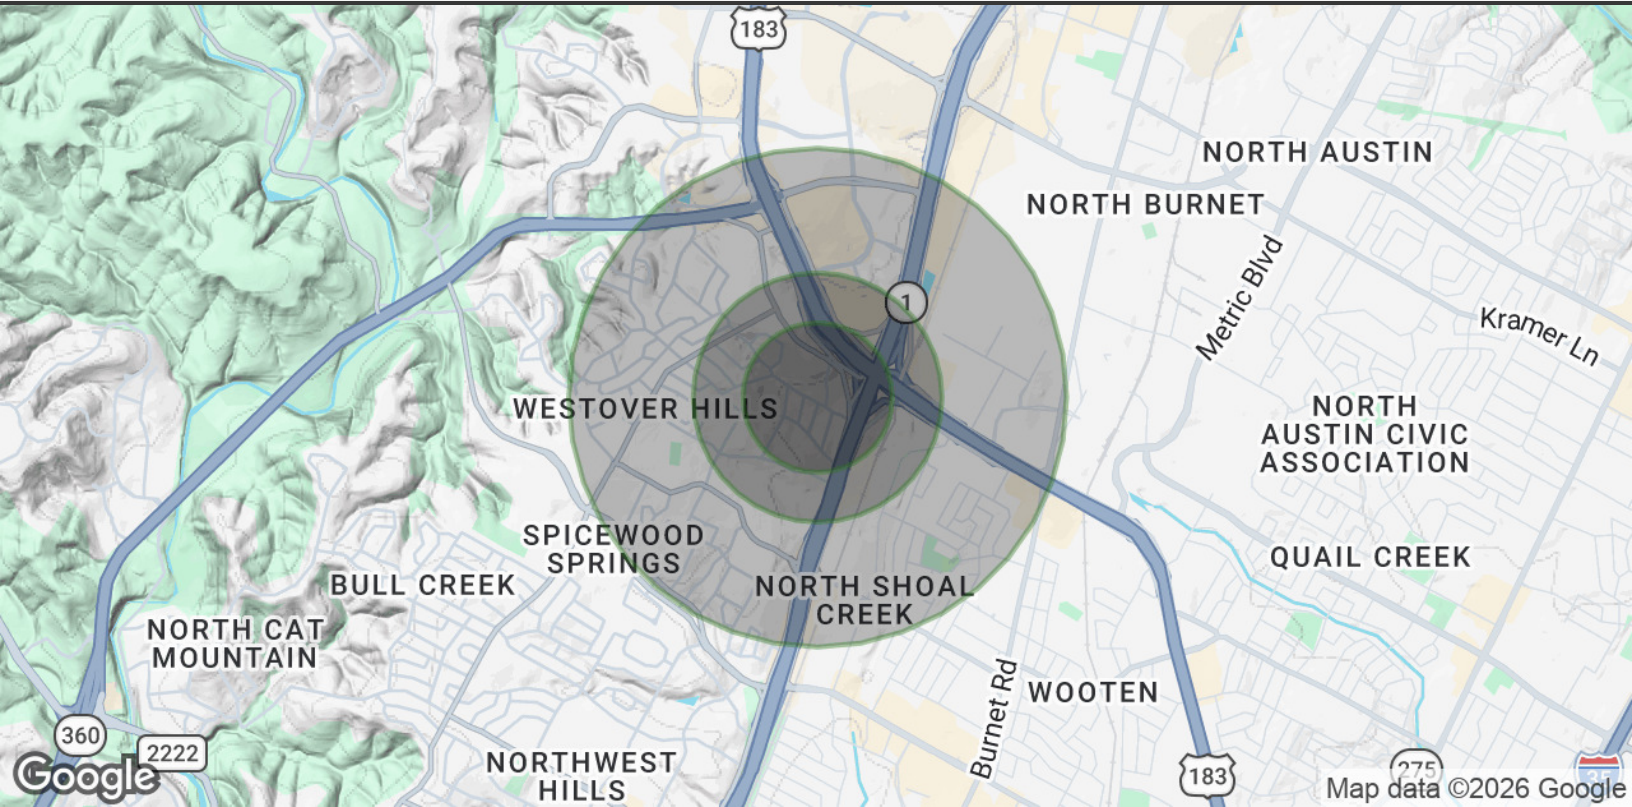 183
NORTH AUSTIN
NORTH BURNET
Metric Blvd
1
Kramer Ln
WESTOVER HILLS
NORTH
AUSTIN CIVIC
ASSOCIATION
SPICEWOOD
SPRINGS
BULL CREEK
NORTH SHOAL
CREEK
QUAIL CREEK
NORTH CAT
MOUNTAIN
Burnet Rd
WOOTEN
360
2222
NORTHWEST
HILLS
183
275
35
Google
Map data ©2026 Google